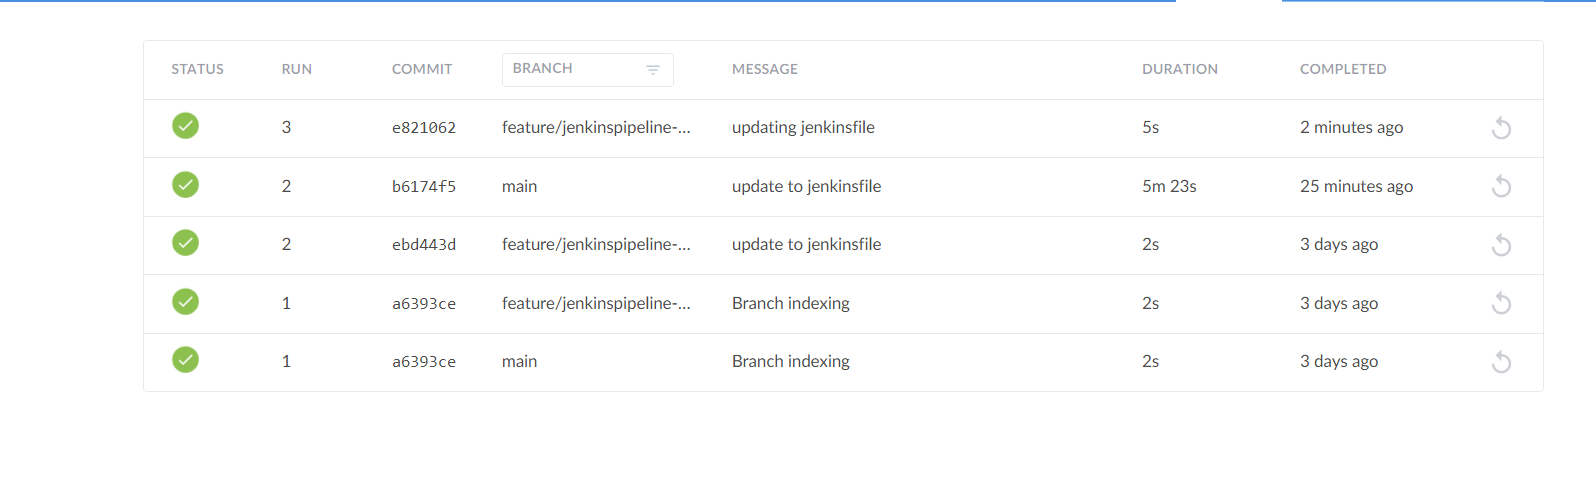 STATUS RUN COMMIT BRANCH MESSAGE DURATION COMPLETED
3 e821062 feature/jenkinspipeline-... updating jenkinsfile 5s 2 minutes ago
2 b6174f5 main update to jenkinsfile 5m 23s 25 minutes ago
2 ebd443d feature/jenkinspipeline-... update to jenkinsfile 2s 3 days ago
1 a6393ce feature/jenkinspipeline-... Branch indexing 2s 3 days ago
1 a6393ce main Branch indexing 2s 3 days ago